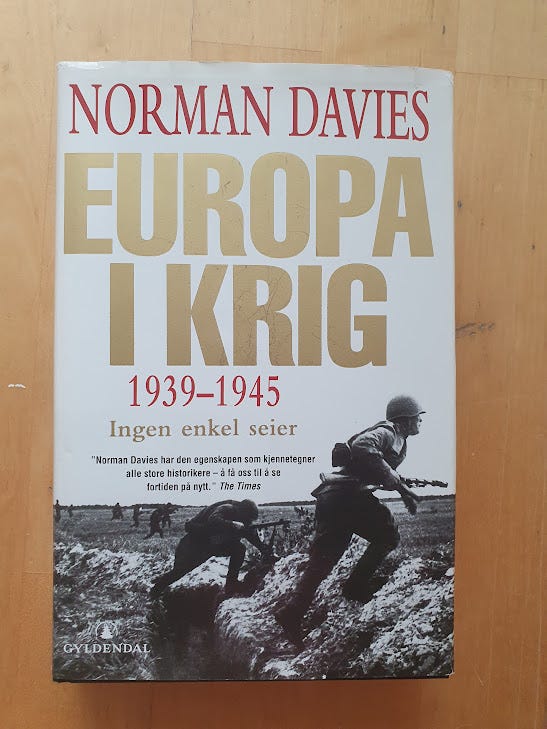 NORMAN DAVIES
EUROPA
I KRIG
1939–1945
Ingen enkel seier
"Norman Davies har den egenskapen som kjennetegner
alle store historikere – å få oss til å se
fortiden på nytt." The Times
GYLDENDAL